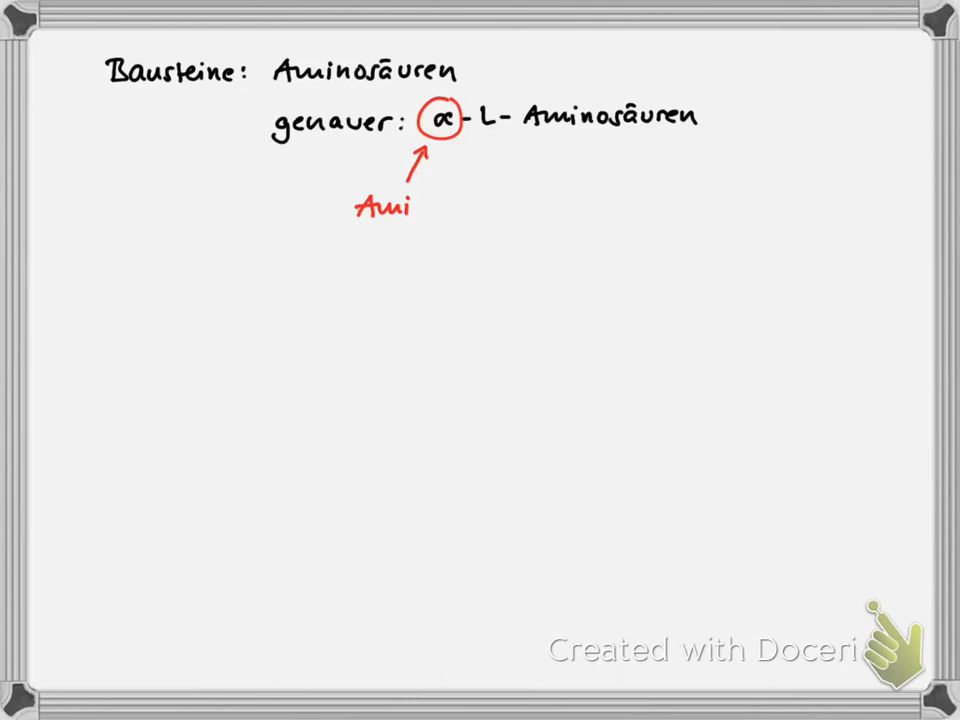 Bausteine: Aminosäuren
genauer: α-L-Aminosäuren
Ami
Created with Doceri